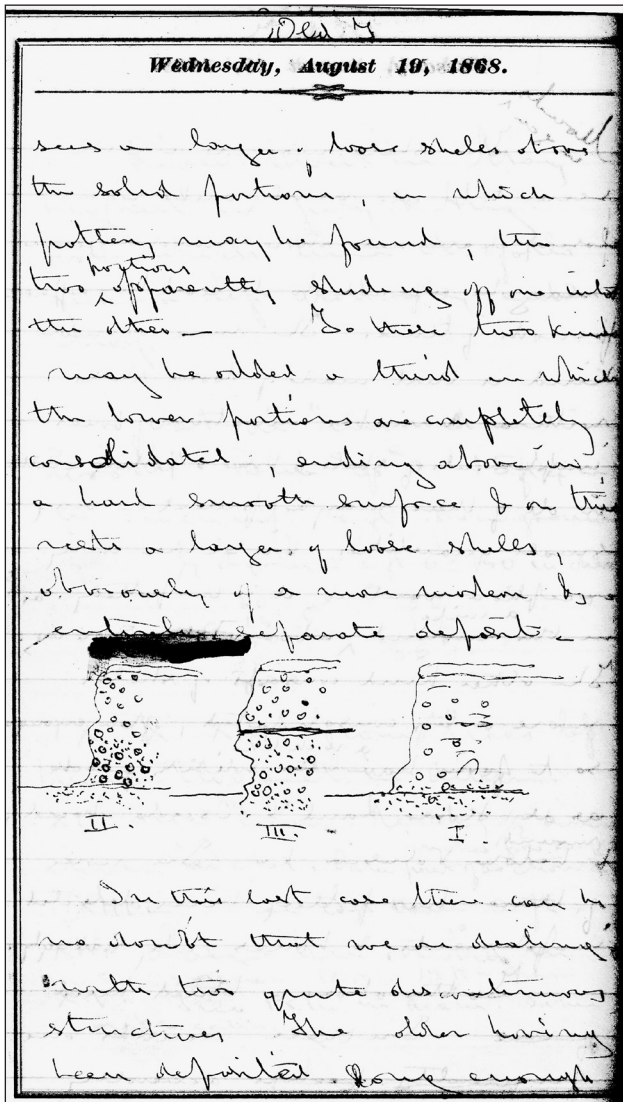 Wednesday, August 19, 1868.
sees a layer of loose shells above
the solid portions, in which
pottery may be found, the
portions
two apparently shading off one into
the other — To these two kinds
may be added a third in which
the lower portions are completely
consolidated, ending above in
a hard smooth surface & on this
rests a layer of loose shells,
obviously of a more modern &
entirely separate deposit —
II. III. I.
In this last case there can be
no doubt that we are dealing
with two quite discontinuous
structures The older having
been deposited long enough